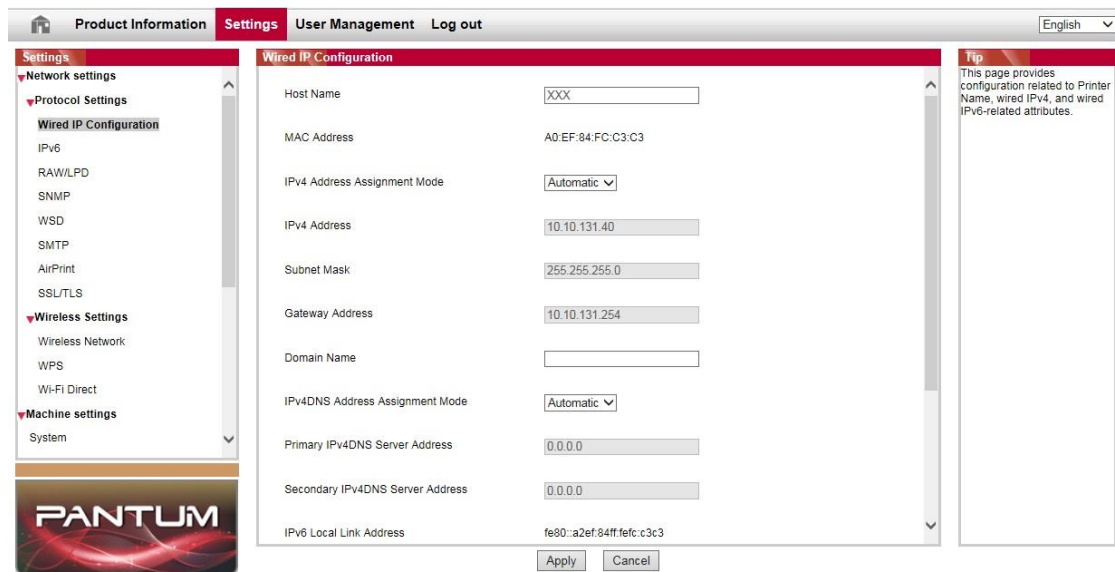 Product Information
Settings
User Management
Log out
English
Settings
Network settings
Protocol Settings
Wired IP Configuration
IPv6
RAW/LPD
SNMP
WSD
SMTP
AirPrint
SSL/TLS
Wireless Settings
Wireless Network
WPS
Wi-Fi Direct
Machine settings
System
PANTUM
Wired IP Configuration
Host Name XXX
MAC Address A0:EF:84:FC:C3:C3
IPv4 Address Assignment Mode Automatic
IPv4 Address 10.10.131.40
Subnet Mask 255.255.255.0
Gateway Address 10.10.131.254
Domain Name
IPv4DNS Address Assignment Mode Automatic
Primary IPv4DNS Server Address 0.0.0.0
Secondary IPv4DNS Server Address 0.0.0.0
IPv6 Local Link Address fe80::a2ef:84ff:fefc:c3c3
Apply Cancel
Tip
This page provides
configuration related to Printer
Name, wired IPv4, and wired
IPv6-related attributes.